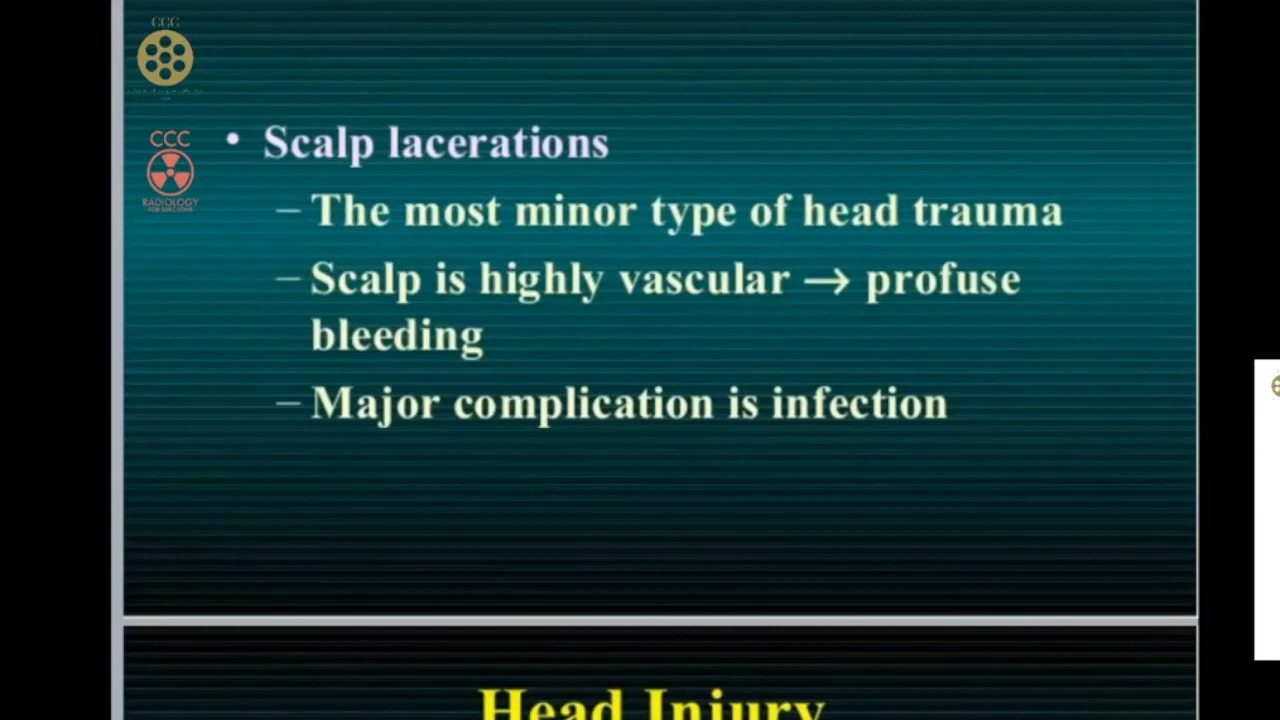 CCC
CCC
RADIOLOGY
• Scalp lacerations
– The most minor type of head trauma
– Scalp is highly vascular → profuse
bleeding
– Major complication is infection
Head Injury